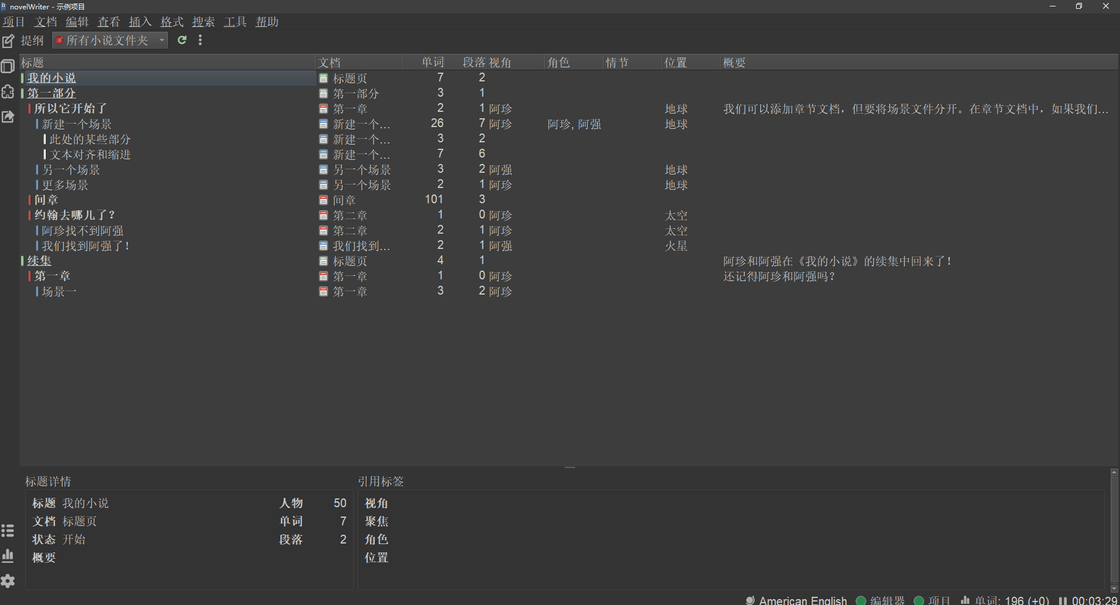 novelWriter - 示例项目
项目 文档 编辑 查看 插入 格式 搜索 工具 帮助
提纲 所有小说文件夹
标题 文档 单词 段落 视角 角色 情节 位置 概要
我的小说 标题页 7 2
第一部分 第一部分 3 1
所以它开始了 第一章 2 1 阿珍 地球 我们可以添加章节文档，但要将场景文件分开。在章节文档中，如果我们…
新建一个场景 新建一个… 26 7 阿珍 阿珍, 阿强 地球
此处的某些部分 新建一个… 3 2
文本对齐和缩进 新建一个… 7 6
另一个场景 另一个场景 3 2 阿强 地球
更多场景 另一个场景 2 1 阿珍 地球
间章 间章 101 3
约翰去哪儿了？ 第二章 1 0 阿珍 太空
阿珍找不到阿强 第二章 2 1 阿珍 太空
我们找到阿强了！ 我们找到… 2 1 阿强 火星
续集 标题页 4 1 阿珍和阿强在《我的小说》的续集中回来了！
第一章 第一章 1 0 阿珍 还记得阿珍和阿强吗？
场景一 第一章 3 2 阿珍
标题详情 引用标签
标题 我的小说 人物 50 视角
文档 标题页 单词 7 聚焦
状态 开始 段落 2 角色
概要 位置
American English 编辑器 项目 单词: 196 (+0) 00:03:29